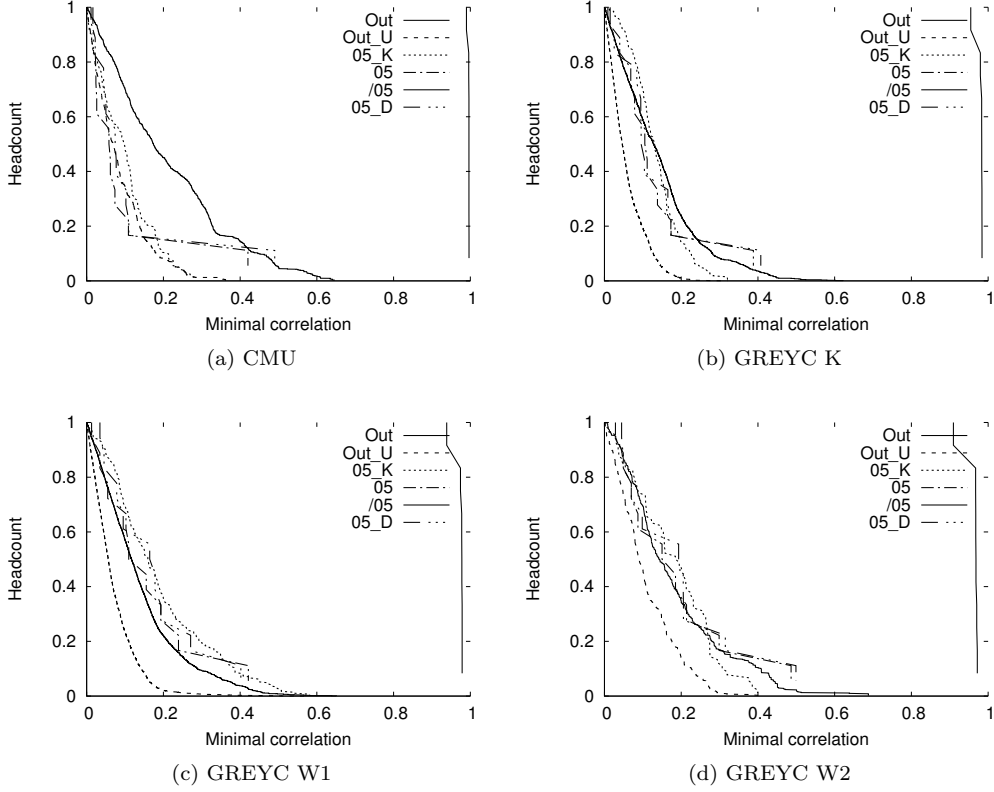 1
0.8
0.6
0.4
0.2
0
Headcount
0 0.2 0.4 0.6 0.8 1
Minimal correlation
Out
Out_U
05_K
05
/05
05_D
(a) CMU
1
0.8
0.6
0.4
0.2
0
Headcount
0 0.2 0.4 0.6 0.8 1
Minimal correlation
Out
Out_U
05_K
05
/05
05_D
(b) GREYC K
1
0.8
0.6
0.4
0.2
0
Headcount
0 0.2 0.4 0.6 0.8 1
Minimal correlation
Out
Out_U
05_K
05
/05
05_D
(c) GREYC W1
1
0.8
0.6
0.4
0.2
0
Headcount
0 0.2 0.4 0.6 0.8 1
Minimal correlation
Out
Out_U
05_K
05
/05
05_D
(d) GREYC W2